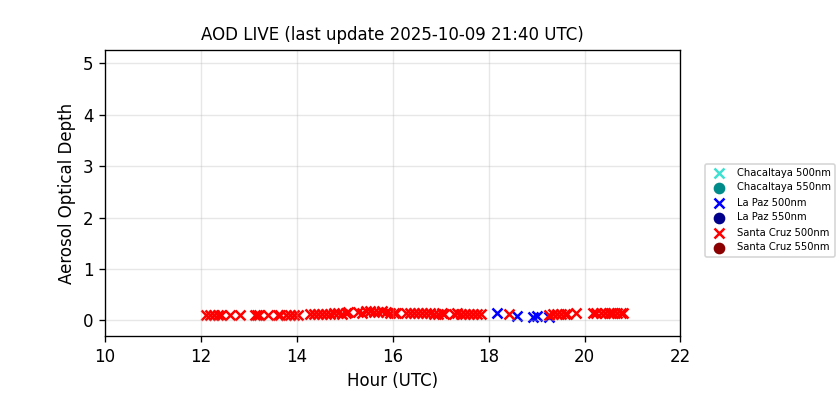 AOD LIVE (last update 2025-10-09 21:40 UTC)
5
4
3
2
1
0
Aerosol Optical Depth
10 12 14 16 18 20 22
Hour (UTC)
Chacaltaya 500nm
Chacaltaya 550nm
La Paz 500nm
La Paz 550nm
Santa Cruz 500nm
Santa Cruz 550nm